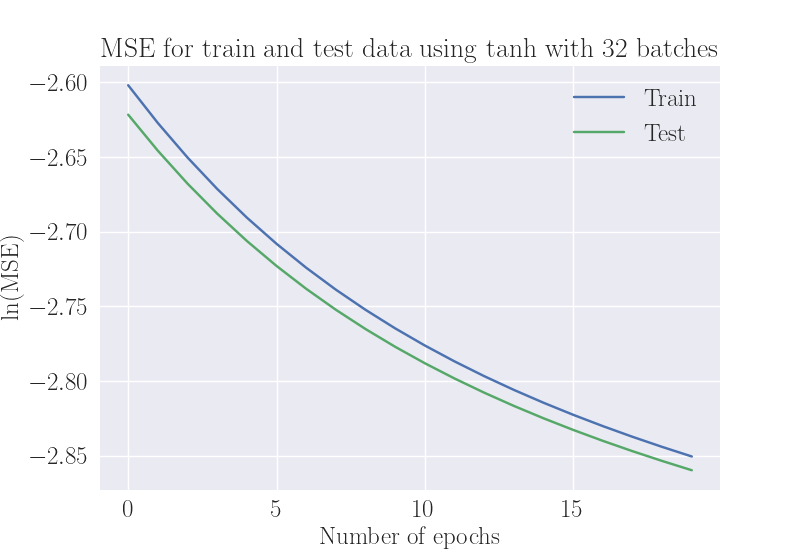 MSE for train and test data using tanh with 32 batches
−2.60
−2.65
−2.70
−2.75
−2.80
−2.85
ln(MSE)
Train
Test
0 5 10 15
Number of epochs